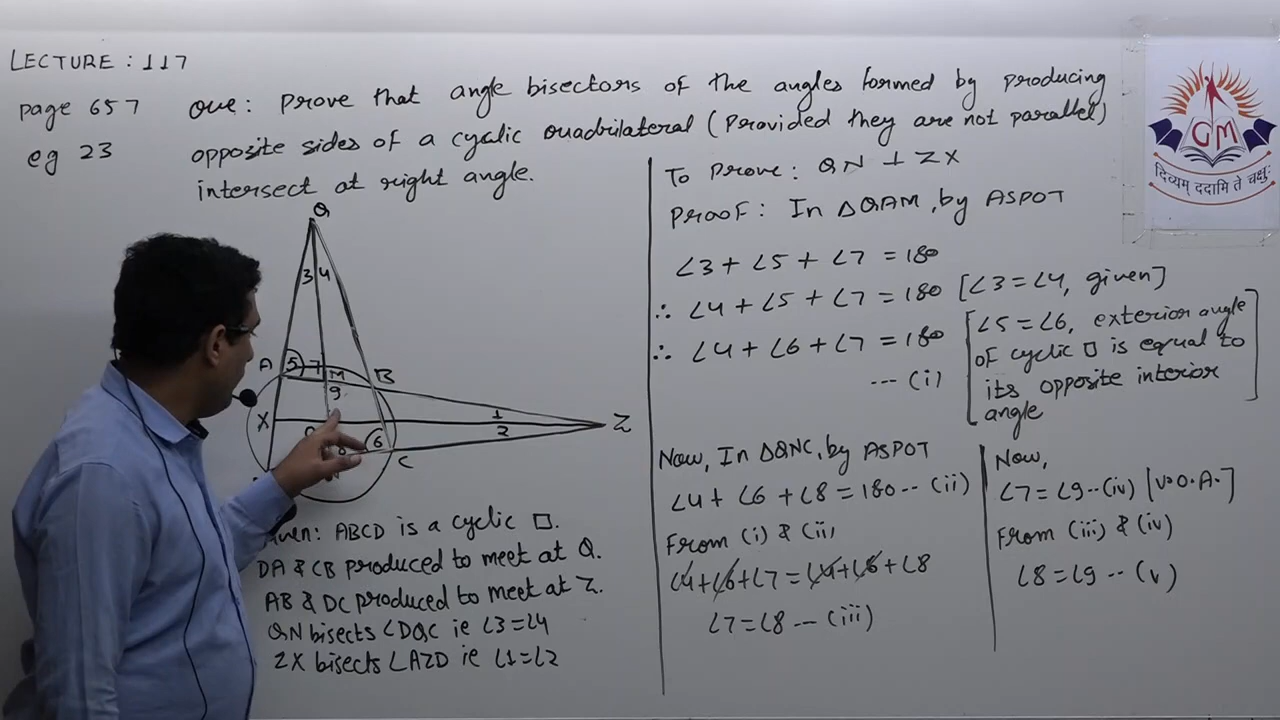 LECTURE : 117
page 657
eg 23
Que : Prove that angle bisectors of the angles formed by producing
opposite sides of a cyclic Quadrilateral (Provided they are not parallel)
intersect at right angle.
GM
दिव्यम् ददामि ते चक्षुः
Q
3 4
A 5 7 M B
9
X 1
2 Z
6
8
C
N
Given: ABCD is a cyclic □.
DA & CB produced to meet at Q.
AB & DC produced to meet at Z.
QN bisects ∠DQC ie ∠3=∠4
ZX bisects ∠AZD ie ∠1=∠2
To Prove: QN ⊥ ZX
Proof: In ΔQAM, by ASPOT
∠3 + ∠5 + ∠7 = 180
∴ ∠4 + ∠5 + ∠7 = 180 [∠3=∠4, given]
∴ ∠4 + ∠6 + ∠7 = 180
--- (i)
[∠5=∠6, exterior angle
of cyclic □ is equal to
its opposite interior
angle]
Now, In ΔQNC, by ASPOT
∠4 + ∠6 + ∠8 = 180 -- (ii)
From (i) & (ii)
∠4+∠6+∠7 = ∠4+∠6+∠8
∠7=∠8 --- (iii)
Now,
∠7=∠9--(iv) [V.O.A.]
From (iii) & (iv)
∠8=∠9 --- (v)